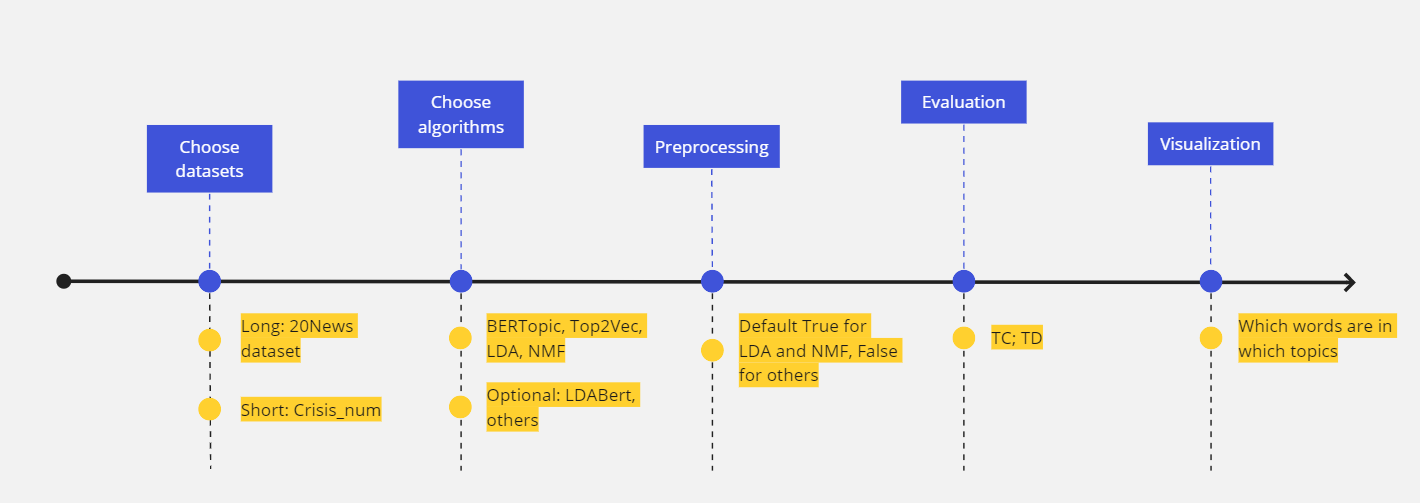 Choose
datasets
Choose
algorithms
Preprocessing
Evaluation
Visualization
Long: 20News
dataset
Short: Crisis_num
BERTopic, Top2Vec,
LDA, NMF
Optional: LDABert,
others
Default True for
LDA and NMF, False
for others
TC; TD
Which words are in
which topics